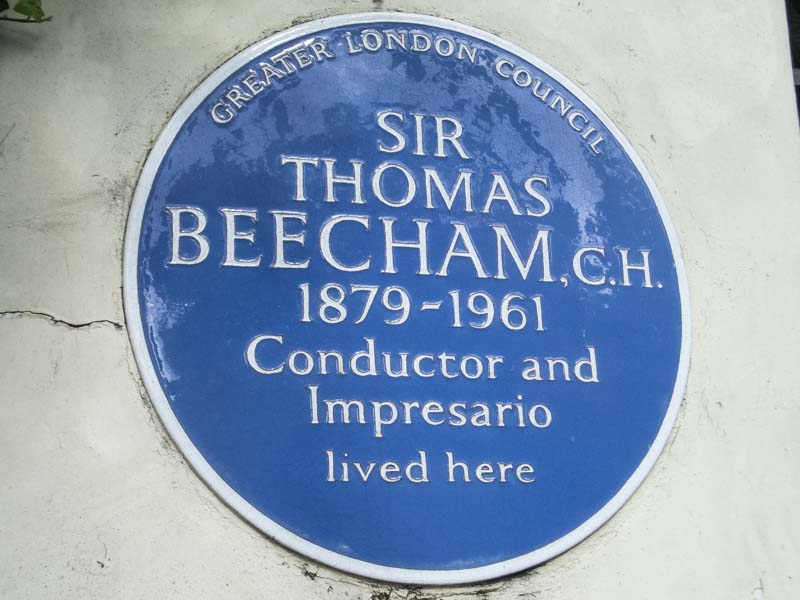 GREATER LONDON COUNCIL
SIR
THOMAS
BEECHAM, C.H.
1879-1961
Conductor and
Impresario
lived here